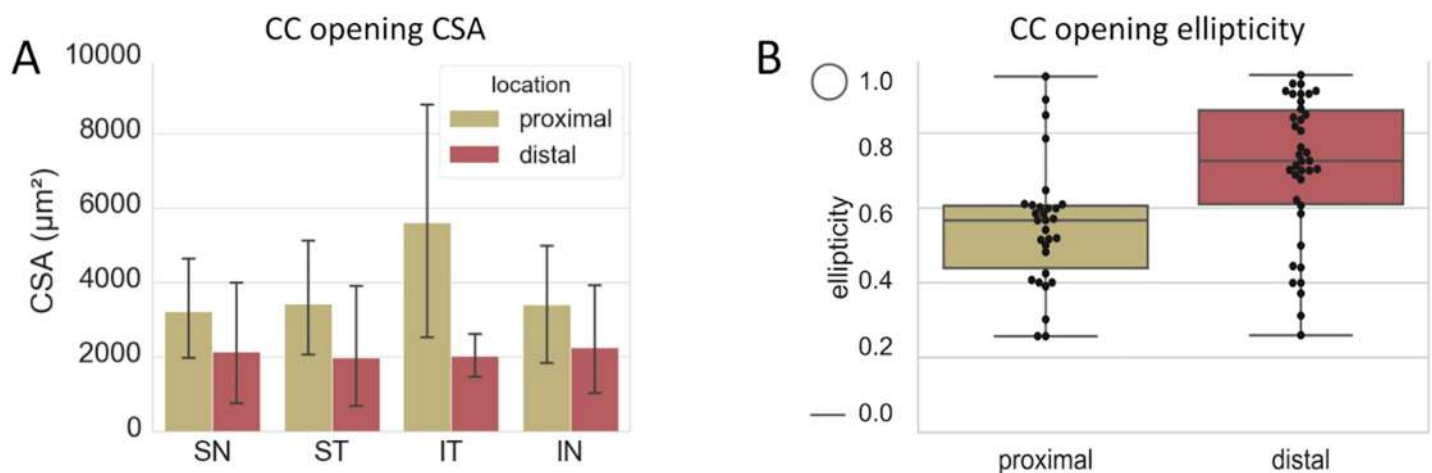 A
CC opening CSA
10000
8000
6000
4000
2000
0
CSA (µm²)
location
proximal
distal
SN ST IT IN
B
CC opening ellipticity
1.0
0.8
0.6
0.4
0.2
0.0
ellipticity
proximal distal